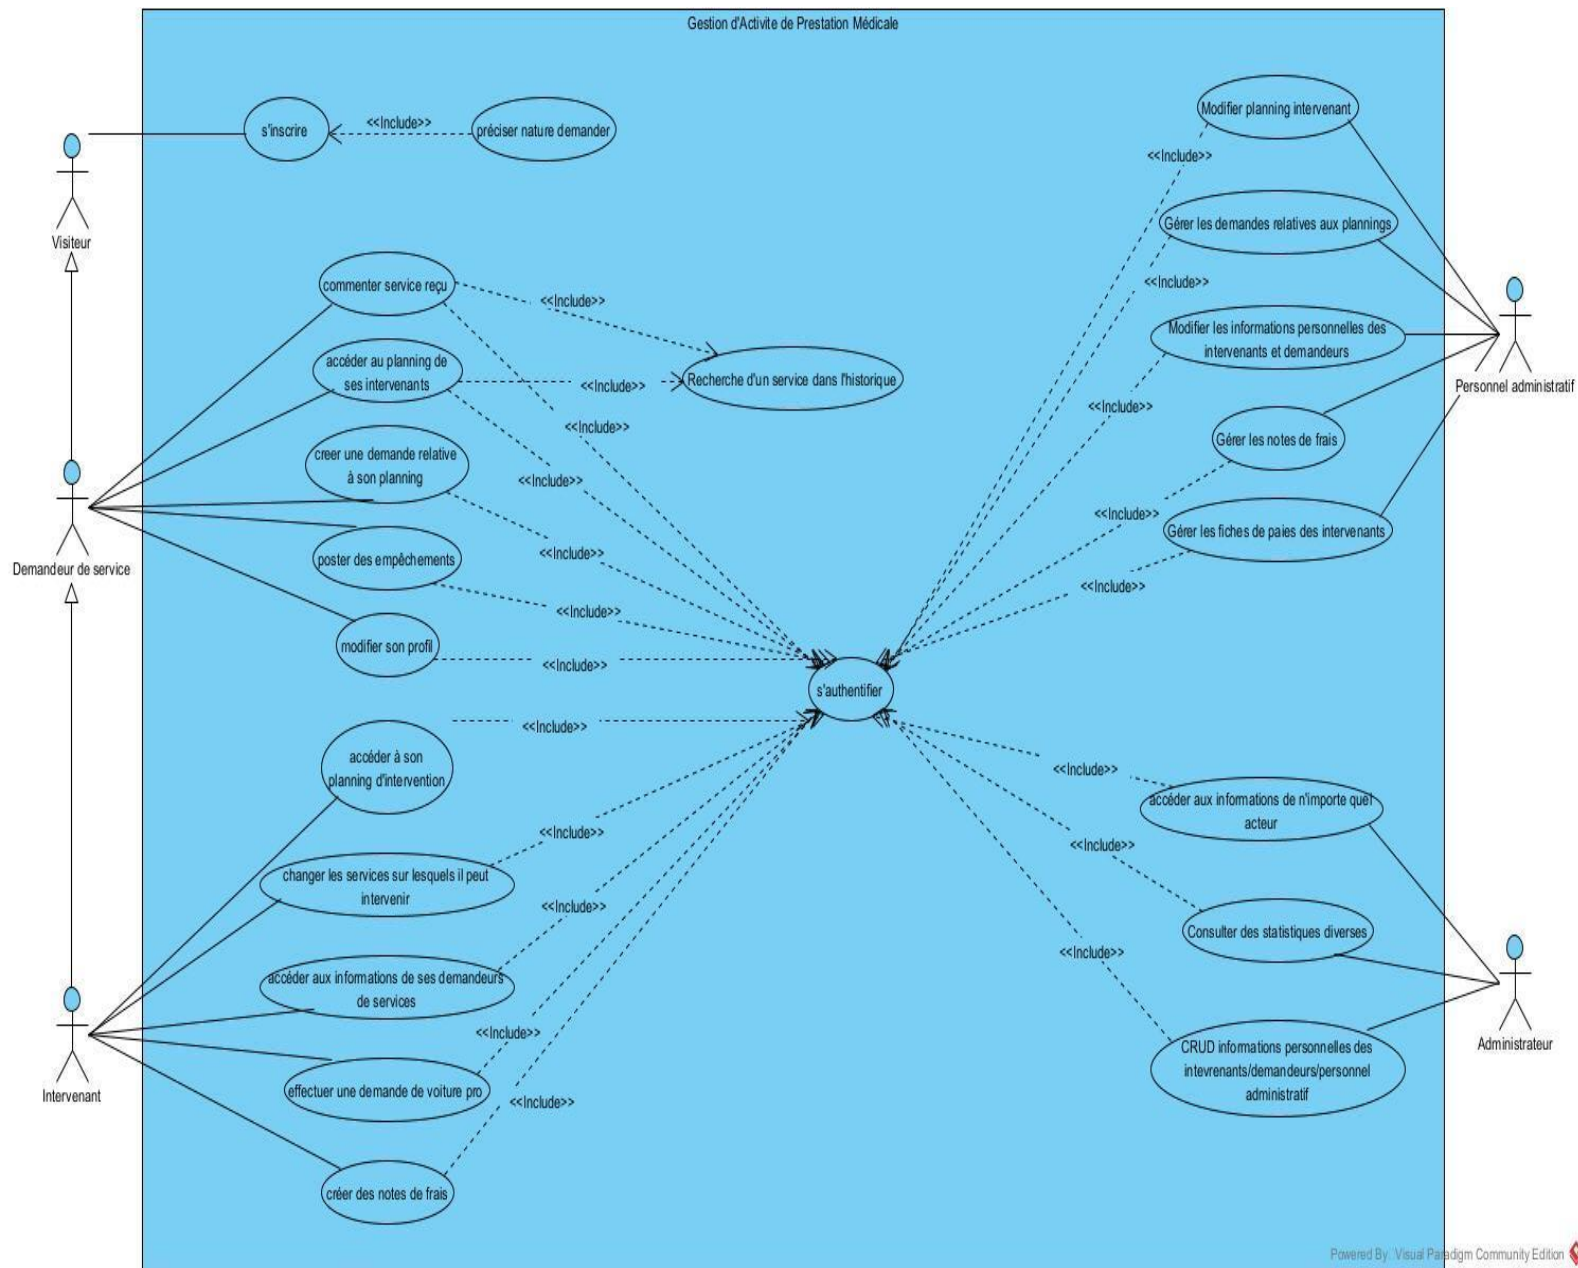 Gestion d'Activite de Prestation Médicale
s'inscrire
<<Include>>
préciser nature demander
Visiteur
commenter service reçu
<<Include>>
accéder au planning de
ses intervenants
<<Include>>
Recherche d'un service dans l'historique
<<Include>>
creer une demande relative
à son planning
<<Include>>
Demandeur de service
poster des empêchements
<<Include>>
<<Include>>
modifier son profil
<<Include>>
s'authentifier
accéder à son
planning d'intervention
<<Include>>
changer les services sur lesquels il peut
intervenir
<<Include>>
accéder aux informations de ses demandeurs
de services
<<Include>>
Intervenant
effectuer une demande de voiture pro
<<Include>>
<<Include>>
créer des notes de frais
Modifier planning intervenant
<<Include>>
Gérer les demandes relatives aux plannings
<<Include>>
Modifier les informations personnelles des
intervenants et demandeurs
<<Include>>
Personnel administratif
Gérer les notes de frais
<<Include>>
Gérer les fiches de paies des intervenants
<<Include>>
<<Include>>
accéder aux informations de n'importe quel
acteur
<<Include>>
Consulter des statistiques diverses
<<Include>>
Administrateur
CRUD informations personnelles des
intevrenants/demandeurs/personnel
administratif
Powered By Visual Paradigm Community Edition